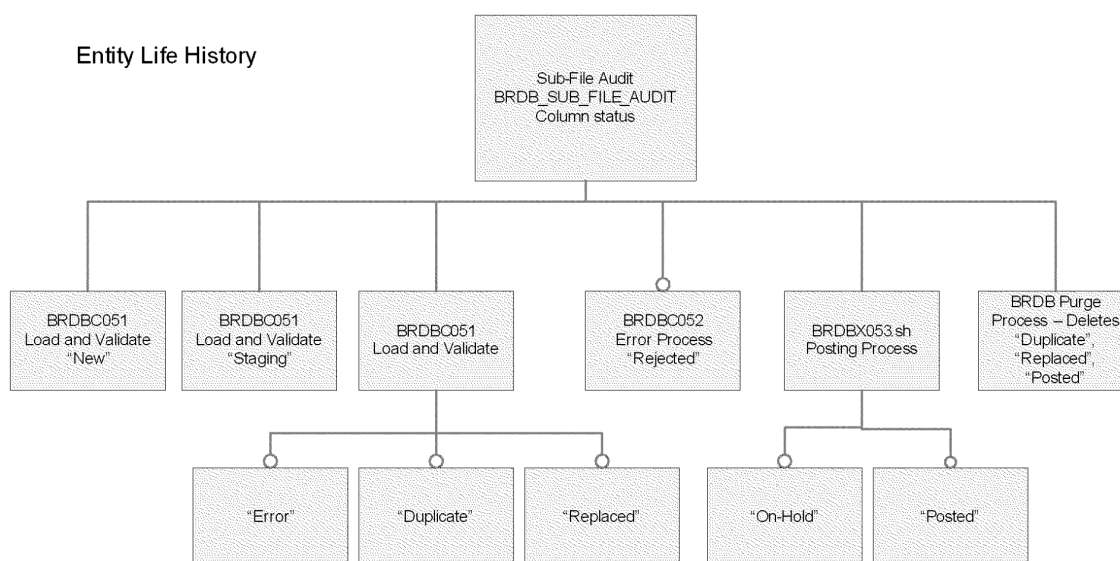 Entity Life History
Sub-File Audit
BRDB_SUB_FILE_AUDIT
Column status
BRDBC051
Load and Validate
“New”
BRDBC051
Load and Validate
“Staging”
BRDBC051
Load and Validate
BRDBC052
Error Process
“Rejected”
BRDBX053.sh
Posting Process
BRDB Purge
Process – Deletes
“Duplicate”,
“Replaced”,
“Posted”
“Error”
“Duplicate”
“Replaced”
“On-Hold”
“Posted”